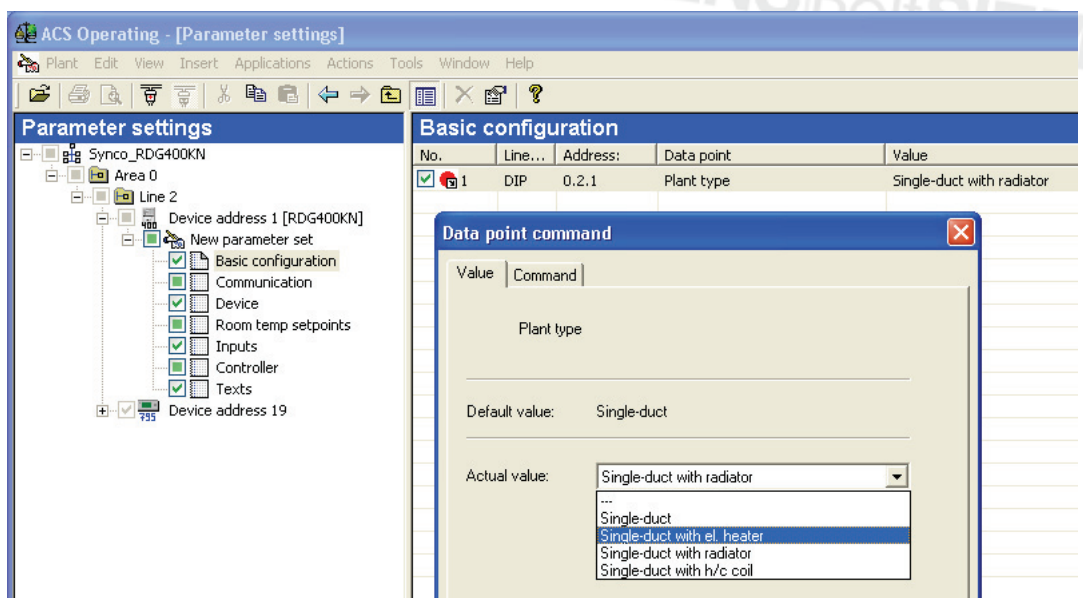 ACS Operating - [Parameter settings]
Plant Edit View Insert Applications Actions Tools Window Help
Parameter settings
Synco_RDG400KN
Area 0
Line 2
400
Device address 1 [RDG400KN]
New parameter set
Basic configuration
Communication
Device
Room temp setpoints
Inputs
Controller
Texts
795
Device address 19
Basic configuration
No. Line... Address: Data point Value
1 DIP 0.2.1 Plant type Single-duct with radiator
Data point command
Value Command
Plant type
Default value: Single-duct
Actual value: Single-duct with radiator
---
Single-duct
Single-duct with el. heater
Single-duct with radiator
Single-duct with h/c coil